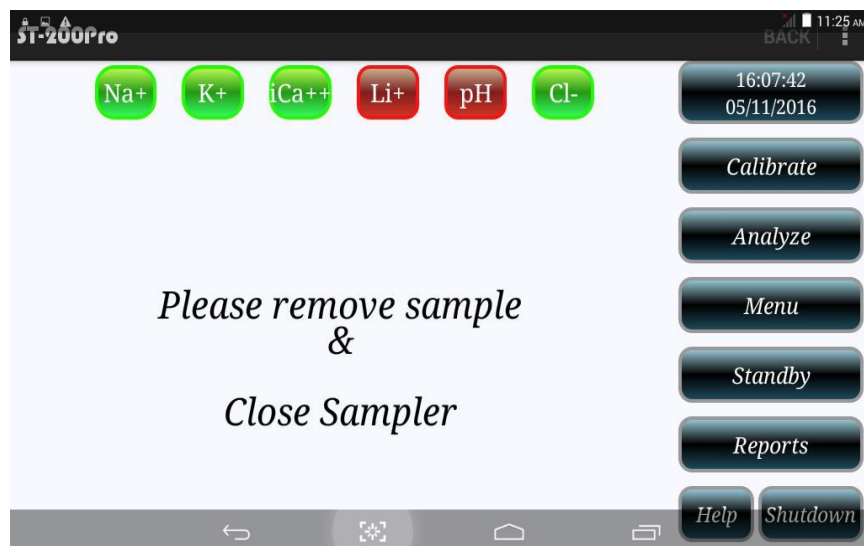 ST-200Pro
11:25 AM
BACK
Na+ K+ iCa++ Li+ pH Cl-
16:07:42
05/11/2016
Calibrate
Analyze
Menu
Standby
Reports
Help Shutdown
Please remove sample
&
Close Sampler